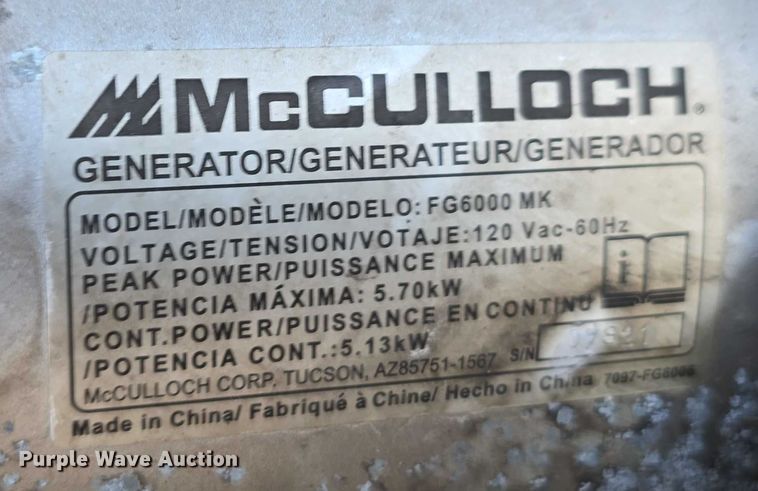 McCULLOCH®
GENERATOR/GENERATEUR/GENERADOR
MODEL/MODÈLE/MODELO: FG6000 MK
VOLTAGE/TENSION/VOTAJE:120 Vac-60Hz
PEAK POWER/PUISSANCE MAXIMUM
/POTENCIA MÁXIMA: 5.70kW
CONT.POWER/PUISSANCE EN CONTINU
/POTENCIA CONT.:5.13kW S/N
McCULLOCH CORP. TUCSON, AZ85751-1567
Made in China/ Fabriqué à Chine/ Hecho in China
Purple Wave Auction